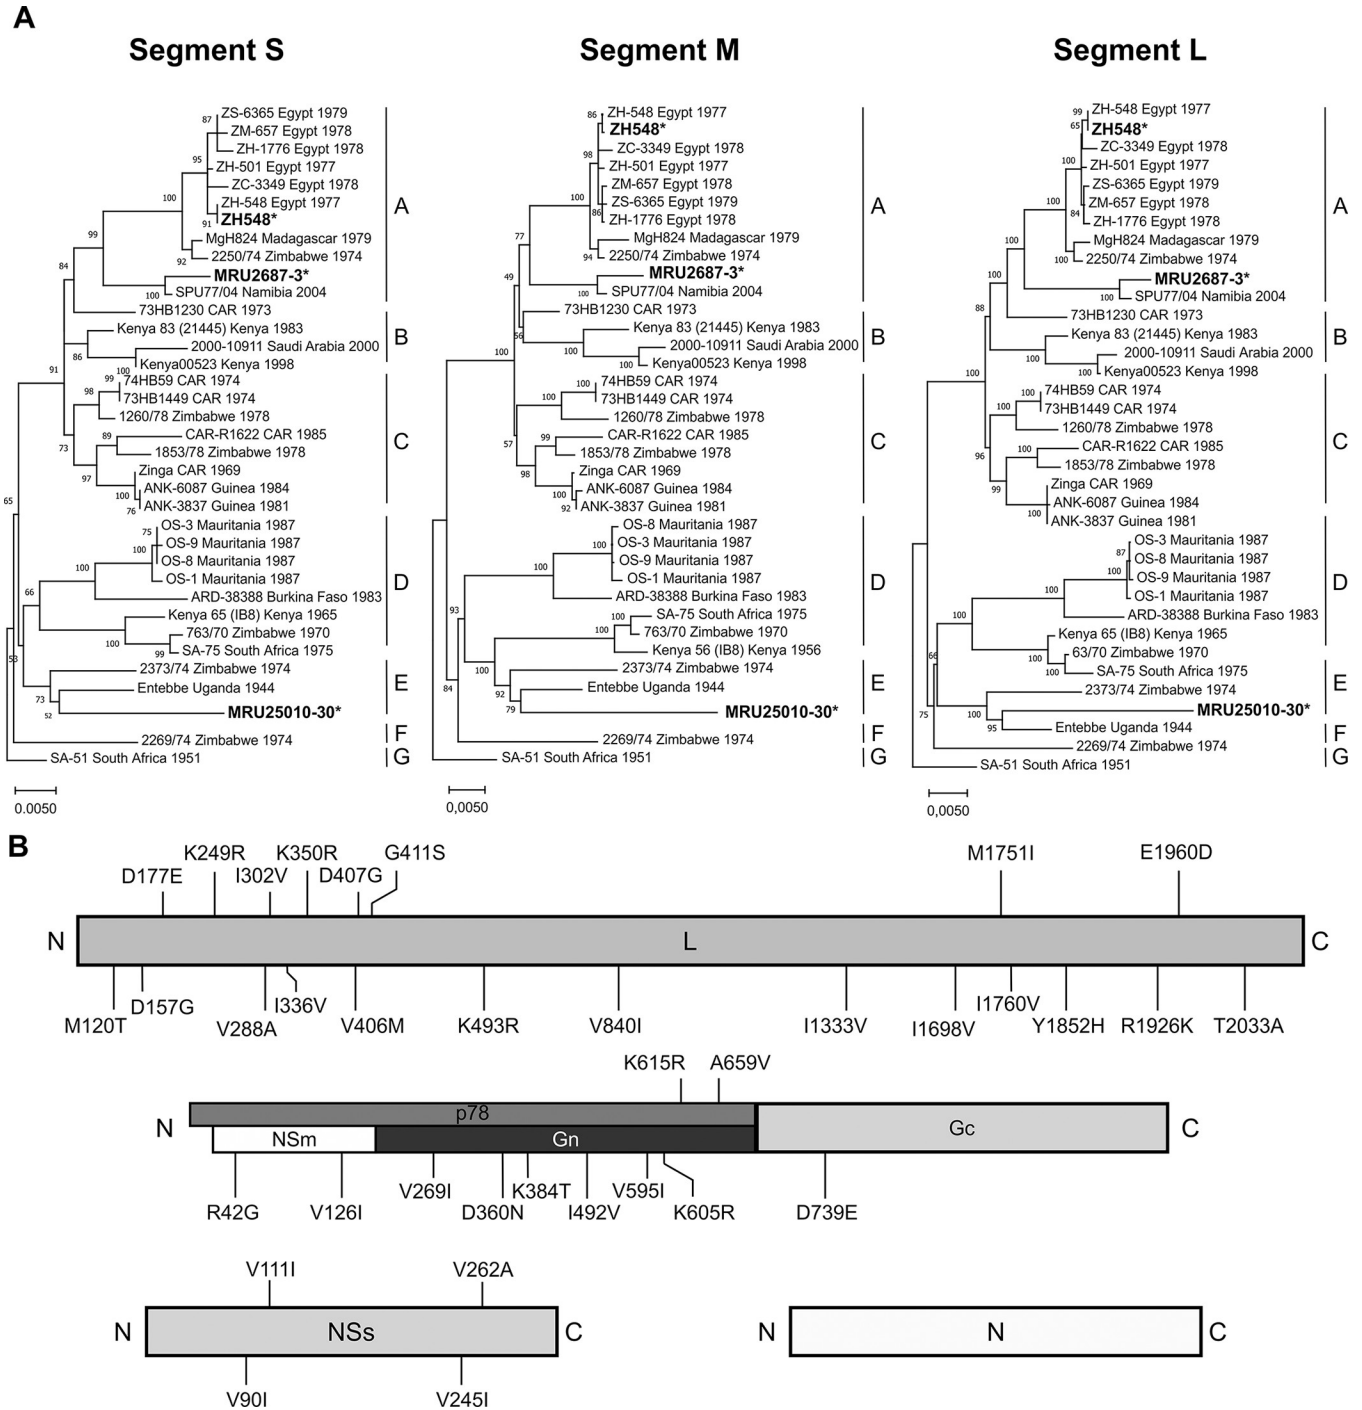 A
Segment S
Segment M
Segment L
ZS-6365 Egypt 1979
ZM-657 Egypt 1978
ZH-1776 Egypt 1978
ZH-501 Egypt 1977
ZC-3349 Egypt 1978
ZH-548 Egypt 1977
ZH548*
MgH824 Madagascar 1979
2250/74 Zimbabwe 1974
MRU2687-3*
SPU77/04 Namibia 2004
73HB1230 CAR 1973
Kenya 83 (21445) Kenya 1983
2000-10911 Saudi Arabia 2000
Kenya00523 Kenya 1998
74HB59 CAR 1974
73HB1449 CAR 1974
1260/78 Zimbabwe 1978
CAR-R1622 CAR 1985
1853/78 Zimbabwe 1978
Zinga CAR 1969
ANK-6087 Guinea 1984
ANK-3837 Guinea 1981
OS-3 Mauritania 1987
OS-9 Mauritania 1987
OS-8 Mauritania 1987
OS-1 Mauritania 1987
ARD-38388 Burkina Faso 1983
Kenya 65 (IB8) Kenya 1965
763/70 Zimbabwe 1970
SA-75 South Africa 1975
2373/74 Zimbabwe 1974
Entebbe Uganda 1944
MRU25010-30*
2269/74 Zimbabwe 1974
SA-51 South Africa 1951
87
95
100
91
92
99
84
100
86
100
91
99
98
73
89
97
100
76
65
75
100
100
66
100
99
53
73
52
A
B
C
D
E
F
G
0.0050
ZH-548 Egypt 1977
ZH548*
ZC-3349 Egypt 1978
ZH-501 Egypt 1977
ZM-657 Egypt 1978
ZS-6365 Egypt 1979
ZH-1776 Egypt 1978
MgH824 Madagascar 1979
2250/74 Zimbabwe 1974
MRU2687-3*
SPU77/04 Namibia 2004
73HB1230 CAR 1973
Kenya 83 (21445) Kenya 1983
2000-10911 Saudi Arabia 2000
Kenya00523 Kenya 1998
74HB59 CAR 1974
73HB1449 CAR 1974
1260/78 Zimbabwe 1978
CAR-R1622 CAR 1985
1853/78 Zimbabwe 1978
Zinga CAR 1969
ANK-6087 Guinea 1984
ANK-3837 Guinea 1981
OS-8 Mauritania 1987
OS-3 Mauritania 1987
OS-9 Mauritania 1987
OS-1 Mauritania 1987
ARD-38388 Burkina Faso 1983
SA-75 South Africa 1975
763/70 Zimbabwe 1970
Kenya 56 (IB8) Kenya 1956
2373/74 Zimbabwe 1974
Entebbe Uganda 1944
MRU25010-30*
2269/74 Zimbabwe 1974
SA-51 South Africa 1951
86
98
100
86
77
94
49
100
56
100
100
100
100
100
57
99
98
92
100
100
93
100
100
92
84
79
A
B
C
D
E
F
G
0,0050
ZH-548 Egypt 1977
ZH548*
ZC-3349 Egypt 1978
ZH-501 Egypt 1977
ZS-6365 Egypt 1979
ZM-657 Egypt 1978
ZH-1776 Egypt 1978
MgH824 Madagascar 1979
2250/74 Zimbabwe 1974
MRU2687-3*
SPU77/04 Namibia 2004
73HB1230 CAR 1973
Kenya 83 (21445) Kenya 1983
2000-10911 Saudi Arabia 2000
Kenya00523 Kenya 1998
74HB59 CAR 1974
73HB1449 CAR 1974
1260/78 Zimbabwe 1978
CAR-R1622 CAR 1985
1853/78 Zimbabwe 1978
Zinga CAR 1969
ANK-6087 Guinea 1984
ANK-3837 Guinea 1981
OS-3 Mauritania 1987
OS-8 Mauritania 1987
OS-9 Mauritania 1987
OS-1 Mauritania 1987
ARD-38388 Burkina Faso 1983
Kenya 65 (IB8) Kenya 1965
63/70 Zimbabwe 1970
SA-75 South Africa 1975
2373/74 Zimbabwe 1974
MRU25010-30*
Entebbe Uganda 1944
2269/74 Zimbabwe 1974
SA-51 South Africa 1951
99
65
100
100
84
100
100
100
88
100
100
100
100
100
96
100
99
100
87
100
100
100
100
66
75
100
95
A
B
C
D
E
F
G
0,0050
B
K249R
K350R
G411S
M1751I
E1960D
D177E
I302V
D407G
N
L
C
D157G
I336V
I1760V
M120T
V288A
V406M
K493R
V840I
I1333V
I1698V
Y1852H
R1926K
T2033A
K615R
A659V
N
p78
NSm
Gn
Gc
C
V269I
K384T
V595I
R42G
V126I
D360N
I492V
K605R
D739E
V111I
V262A
N
NSs
C
N
N
C
V90I
V245I